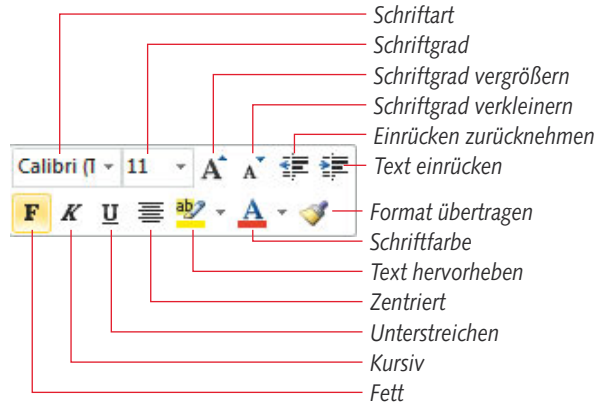 Schriftart
Schriftgrad
Schriftgrad vergrößern
Schriftgrad verkleinern
Einrücken zurücknehmen
Calibri (T 11 A A Text einrücken
F K U ab A Format übertragen
Schriftfarbe
Text hervorheben
Zentriert
Unterstreichen
Kursiv
Fett